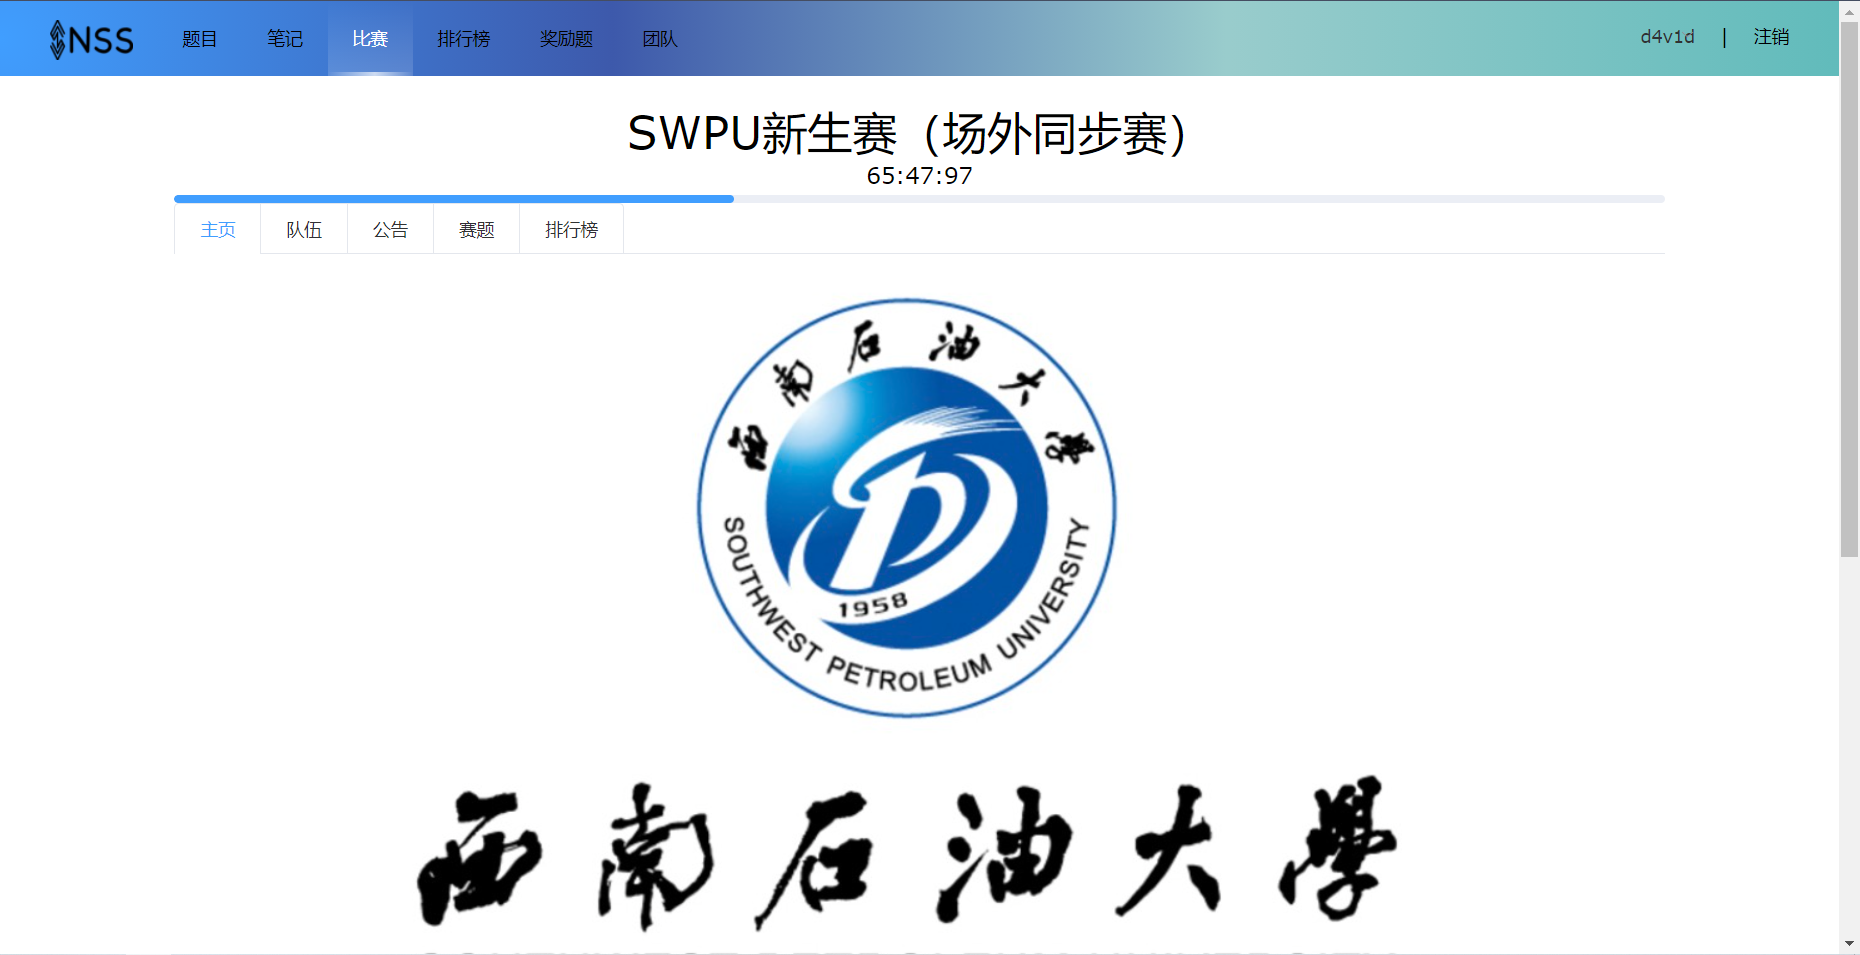 NSS 题目 笔记 比赛 排行榜 奖励题 团队 d4v1d | 注销
SWPU新生赛（场外同步赛）
65:47:97
主页 队伍 公告 赛题 排行榜
西南石油大學
1958
SOUTHWEST PETROLEUM UNIVERSITY
西南石油大學